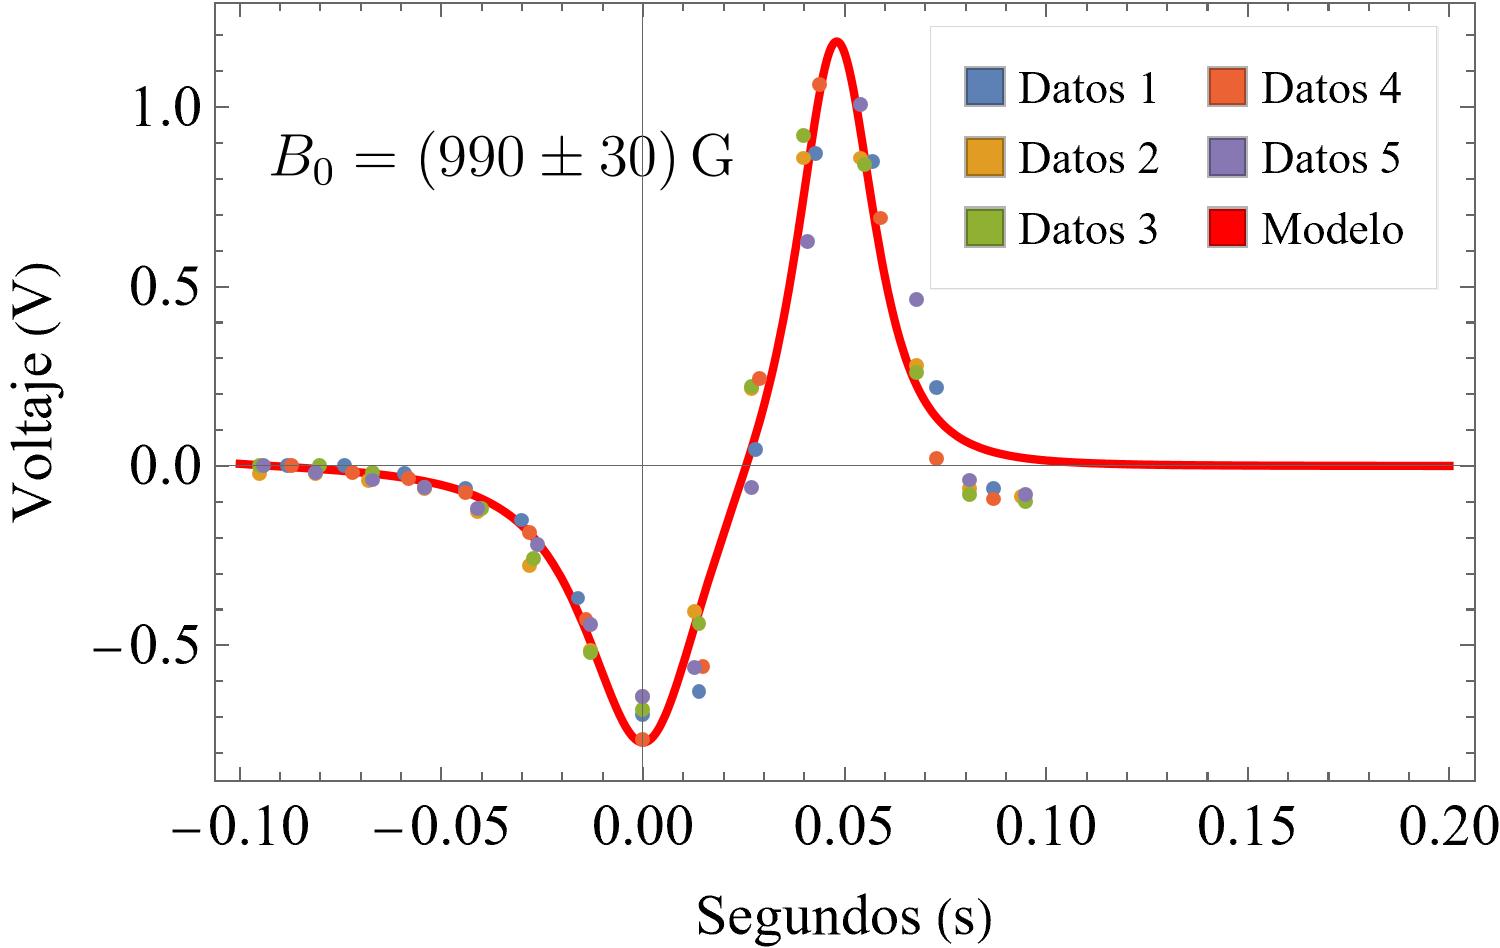 B₀ = (990 ± 30) G
Datos 1
Datos 4
Datos 2
Datos 5
Datos 3
Modelo
Voltaje (V)
1.0
0.5
0.0
−0.5
−0.10
−0.05
0.00
0.05
0.10
0.15
0.20
Segundos (s)